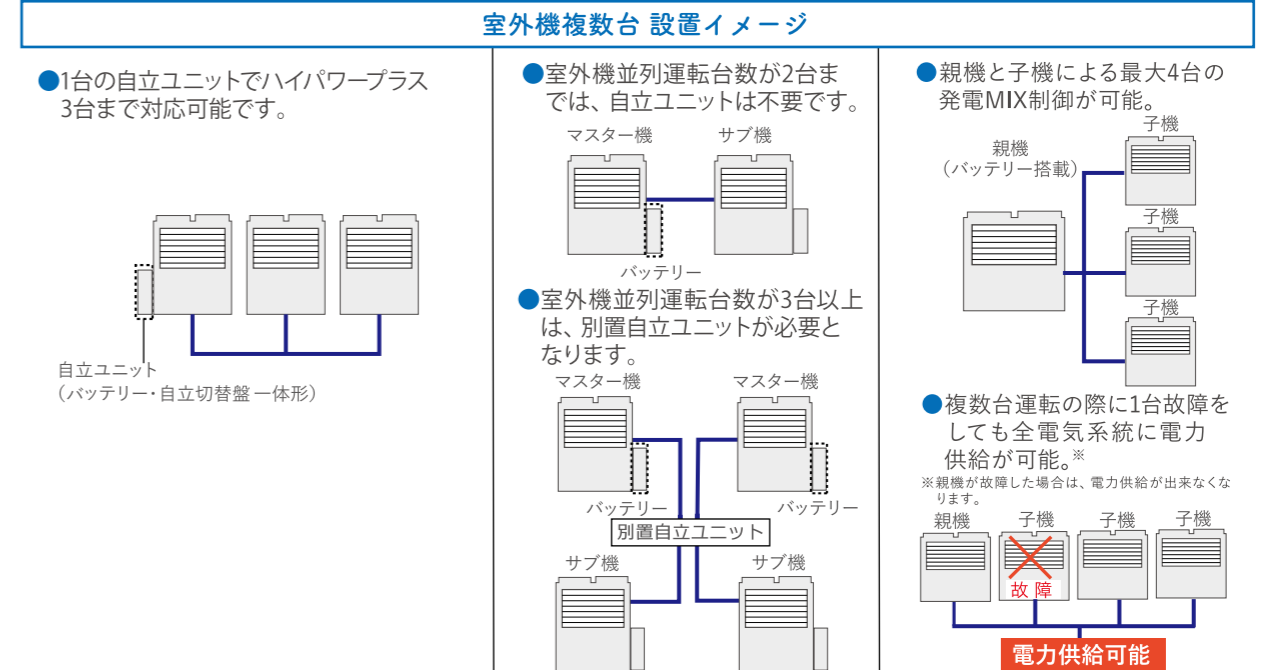 室外機複数台 設置イメージ
●1台の自立ユニットでハイパワープラス
3台まで対応可能です。
自立ユニット
（バッテリー・自立切替盤 一体形）
●室外機並列運転台数が2台ま
では、自立ユニットは不要です。
マスター機 サブ機
バッテリー
●室外機並列運転台数が3台以上
は、別置自立ユニットが必要と
なります。
マスター機 マスター機
バッテリー バッテリー
別置自立ユニット
サブ機 サブ機
●親機と子機による最大4台の
発電MIX制御が可能。
子機
親機
（バッテリー搭載）
子機
子機
●複数台運転の際に1台故障を
しても全電気系統に電力
供給が可能。※
※親機が故障した場合は、電力供給が出来なくな
ります。
親機 子機 子機 子機
故障
電力供給可能